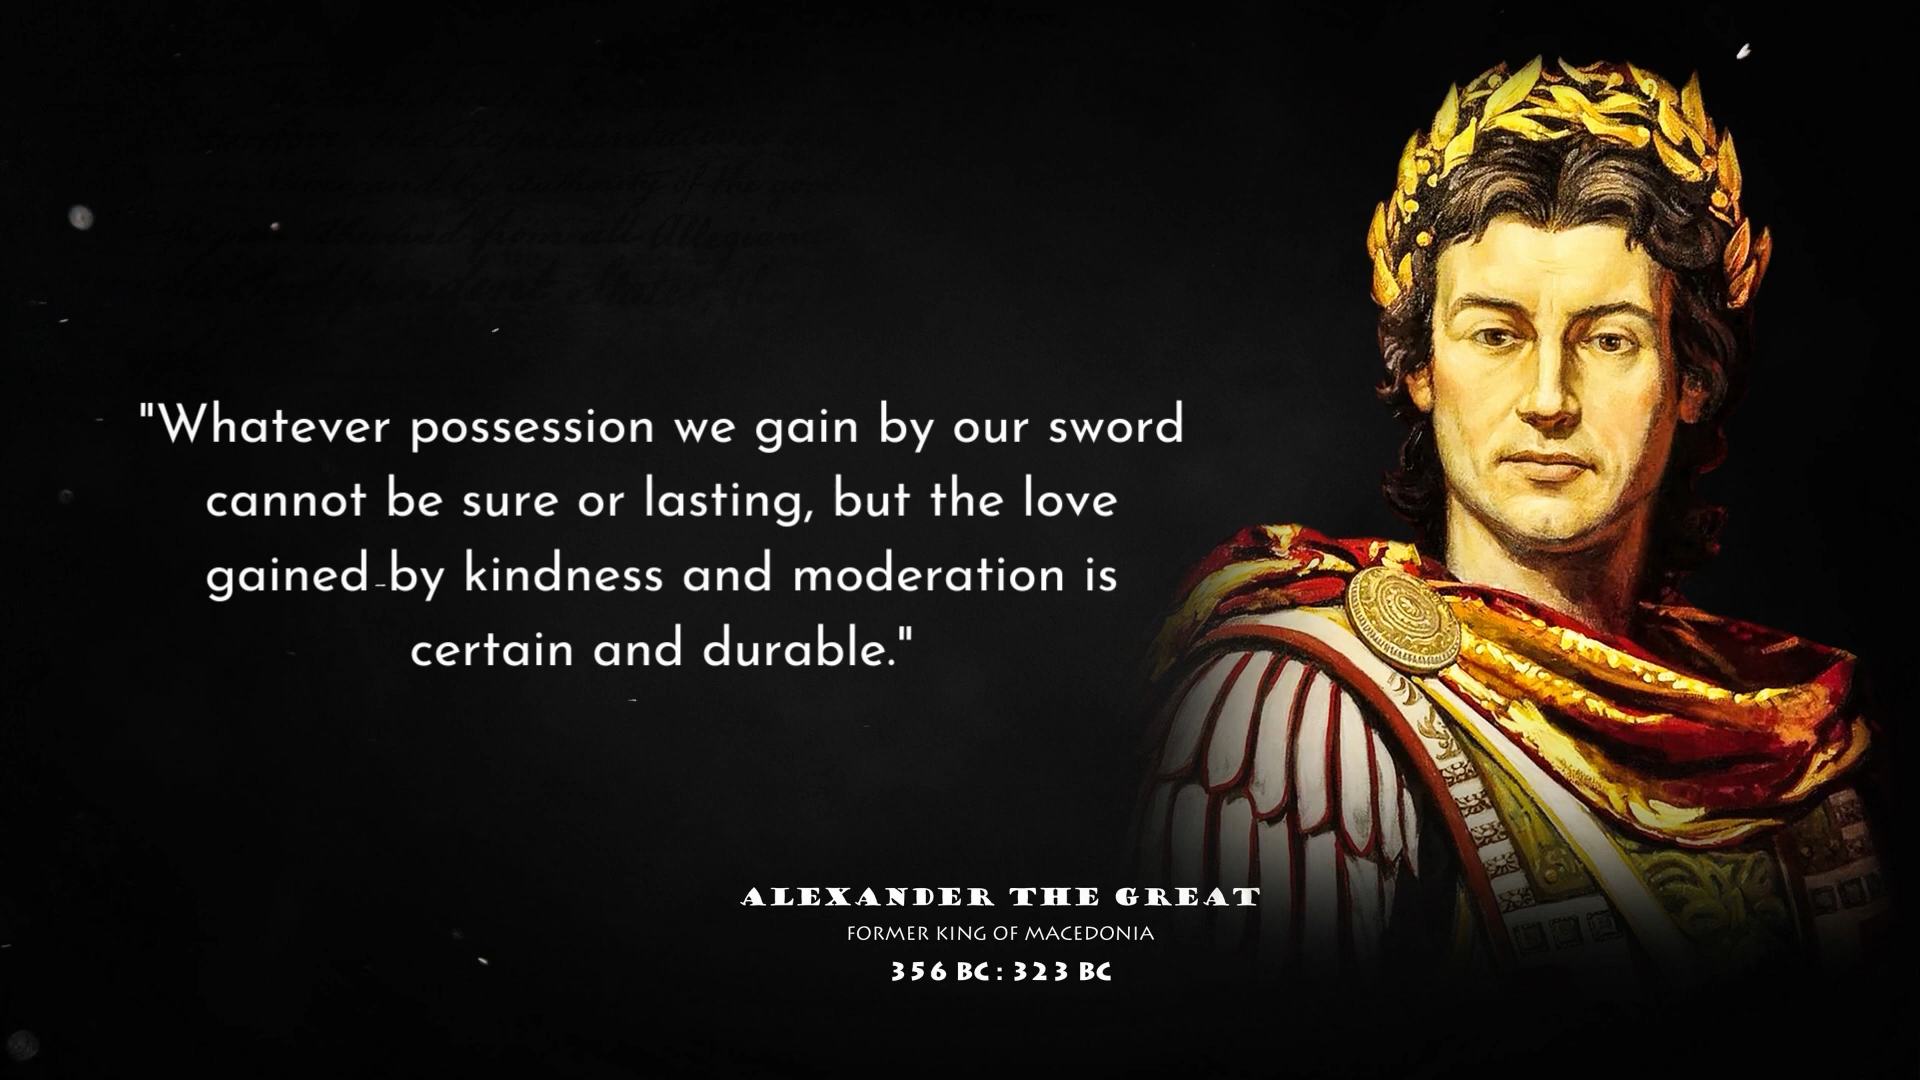 "Whatever possession we gain by our sword
cannot be sure or lasting, but the love
gained by kindness and moderation is
certain and durable."
ALEXANDER THE GREAT
FORMER KING OF MACEDONIA
356 BC : 323 BC